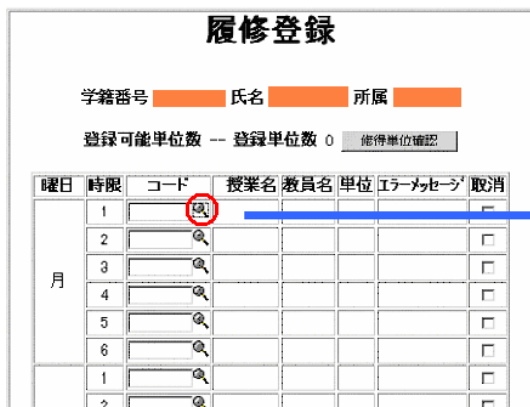 履修登録
学籍番号 氏名 所属
登録可能単位数 -- 登録単位数 0 修得単位確認
曜日 時限 コード 授業名 教員名 単位 エラーメッセージ 取消
月
1
2
3
4
5
6
1
2